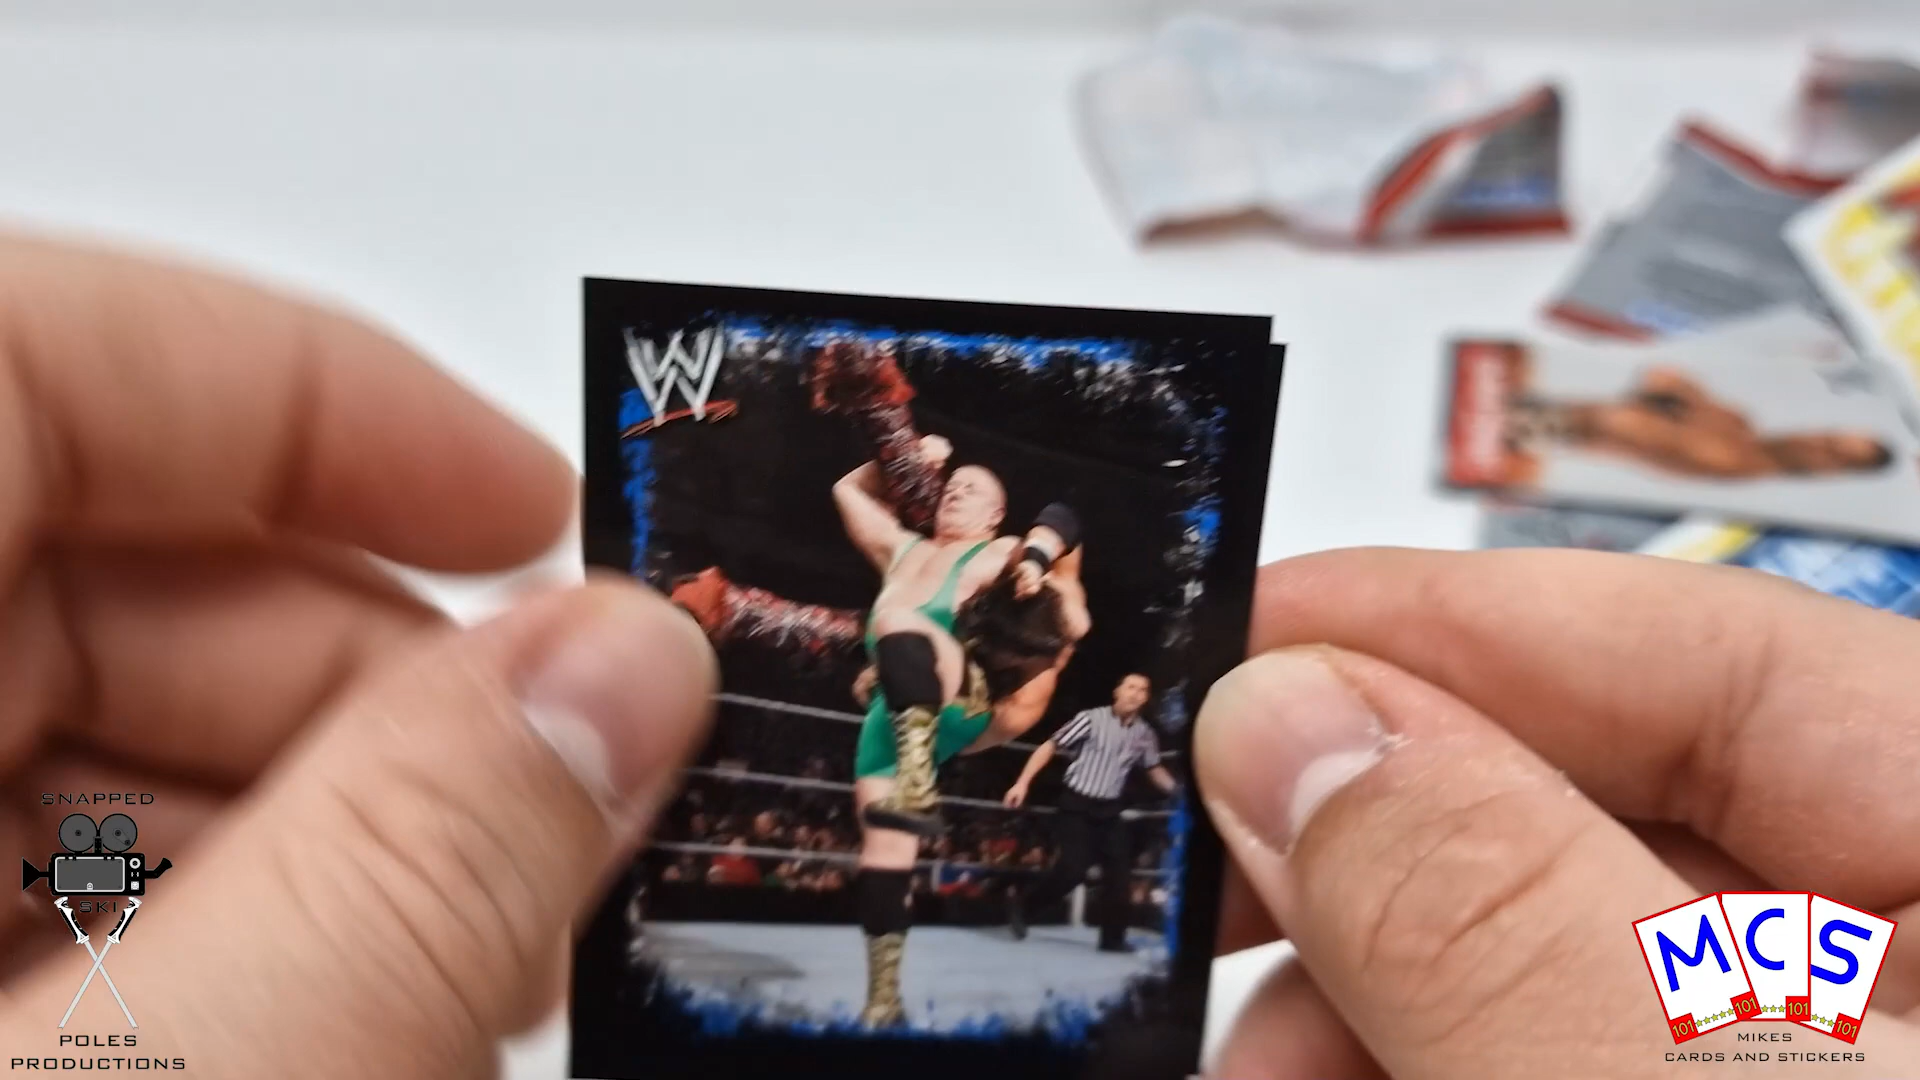 W
SNAPPED
SKI
POLES
PRODUCTIONS
MCS
101 101 101 101
MIKES
CARDS AND STICKERS